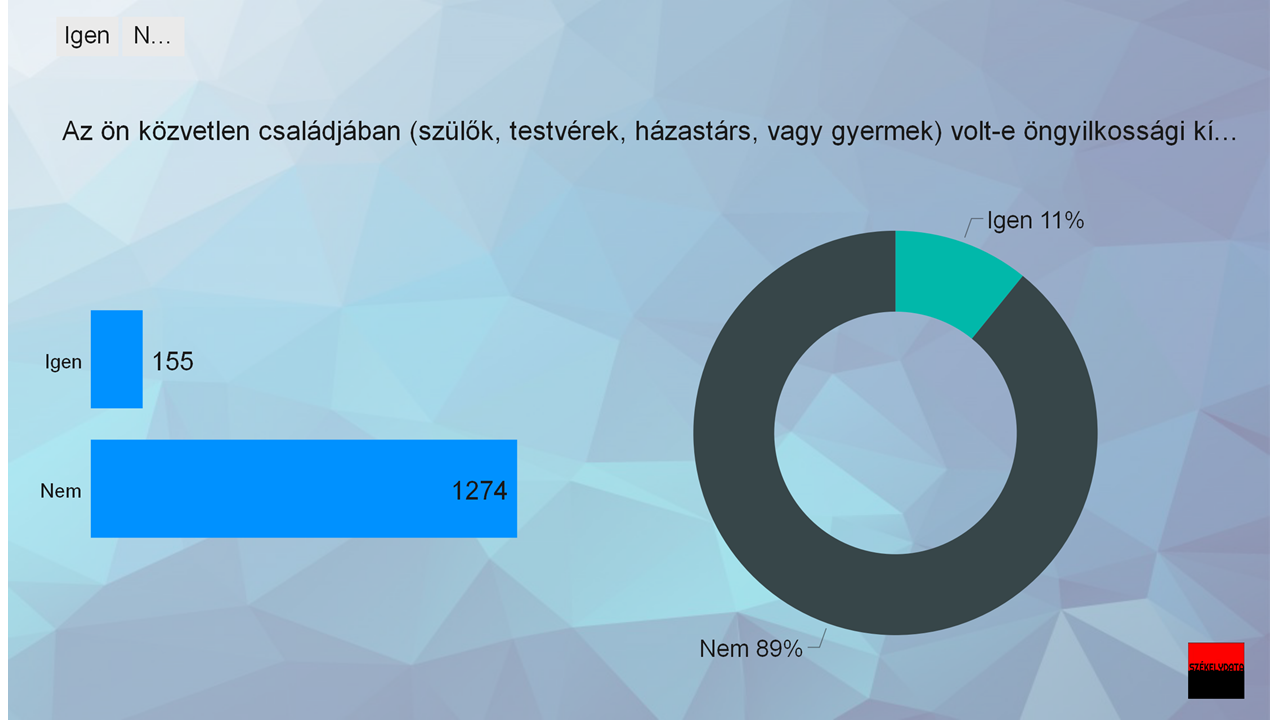 Igen N...
Az ön közvetlen családjában (szülők, testvérek, házastárs, vagy gyermek) volt-e öngyilkossági kí...
Igen 11%
Igen 155
Nem 1274
Nem 89%
SZÉKELYDATA